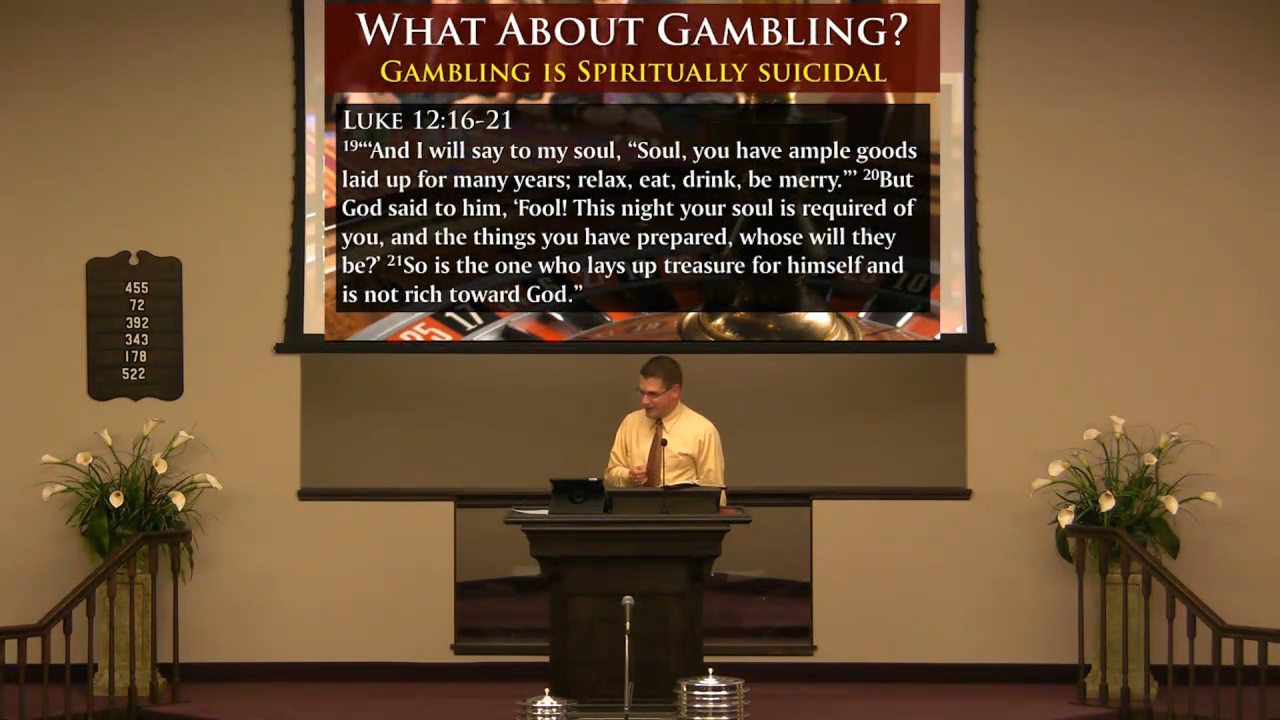 What About Gambling?
Gambling is Spiritually suicidal
Luke 12:16-21
19“‘And I will say to my soul, “Soul, you have ample goods
laid up for many years; relax, eat, drink, be merry.”’ 20But
God said to him, ‘Fool! This night your soul is required of
you, and the things you have prepared, whose will they
be?’ 21So is the one who lays up treasure for himself and
is not rich toward God.”
25 17
10
455
72
392
343
178
522